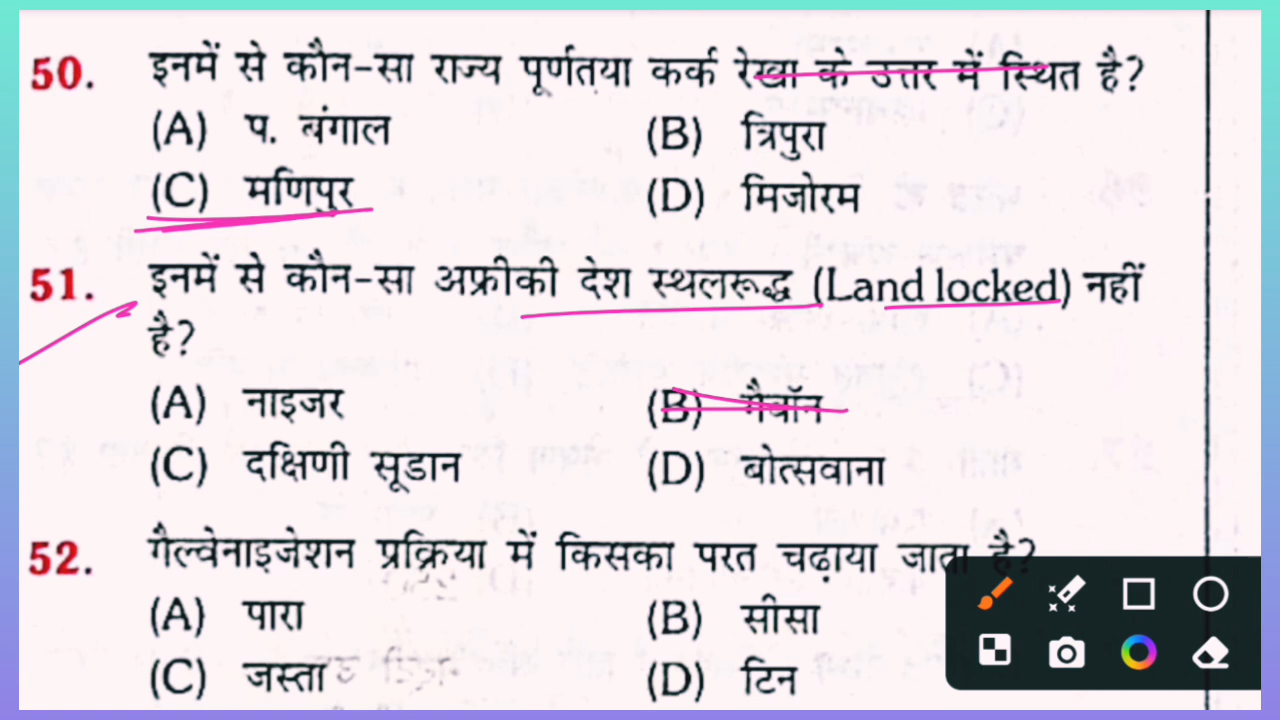 50. इनमें से कौन-सा राज्य पूर्णतया कर्क रेखा के उत्तर में स्थित है?
(A) प. बंगाल (B) त्रिपुरा
(C) मणिपुर (D) मिजोरम
51. इनमें से कौन-सा अफ्रीकी देश स्थलरूद्ध (Land locked) नहीं
है?
(A) नाइजर (B) गैबॉन
(C) दक्षिणी सूडान (D) बोत्सवाना
52. गैल्वेनाइजेशन प्रक्रिया में किसका परत चढ़ाया जाता है?
(A) पारा (B) सीसा
(C) जस्ता (D) टिन